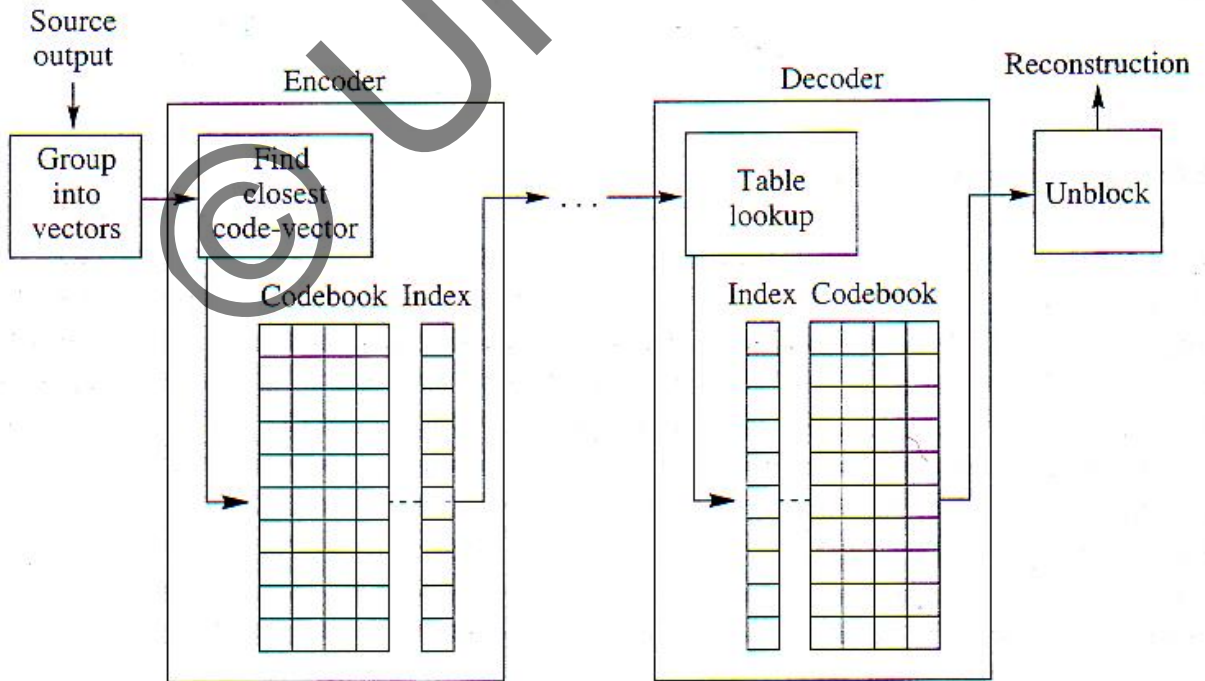 Source
output
Encoder
Decoder
Reconstruction
Group
into
vectors
Find
closest
code-vector
. . .
Table
lookup
Unblock
Codebook
Index
Index
Codebook
©